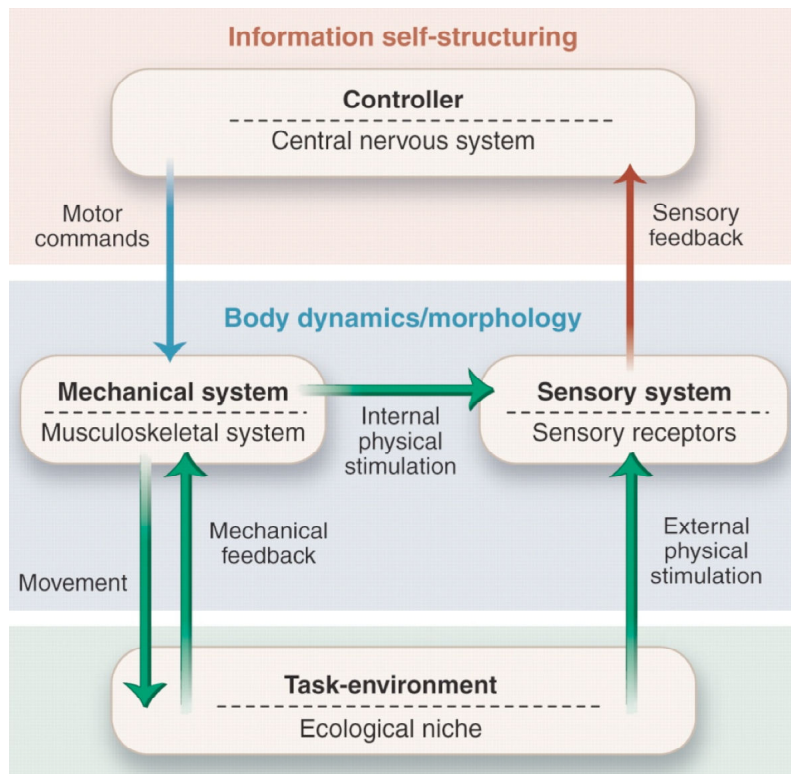 Information self-structuring
Controller
Central nervous system
Motor
commands
Sensory
feedback
Body dynamics/morphology
Mechanical system
Musculoskeletal system
Internal
physical
stimulation
Sensory system
Sensory receptors
Movement
Mechanical
feedback
External
physical
stimulation
Task-environment
Ecological niche